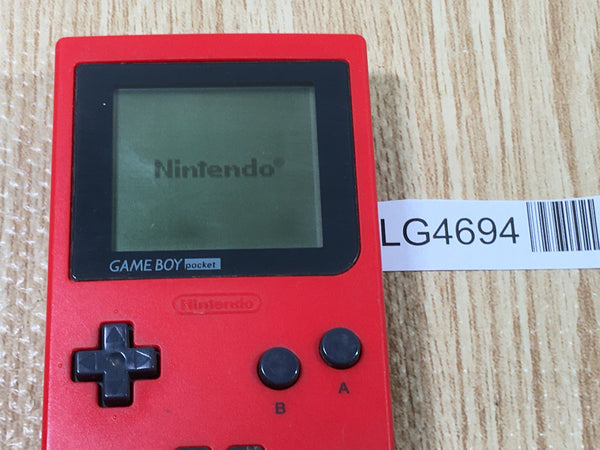 Nintendo®
GAME BOY pocket
Nintendo
LG4694
A
B